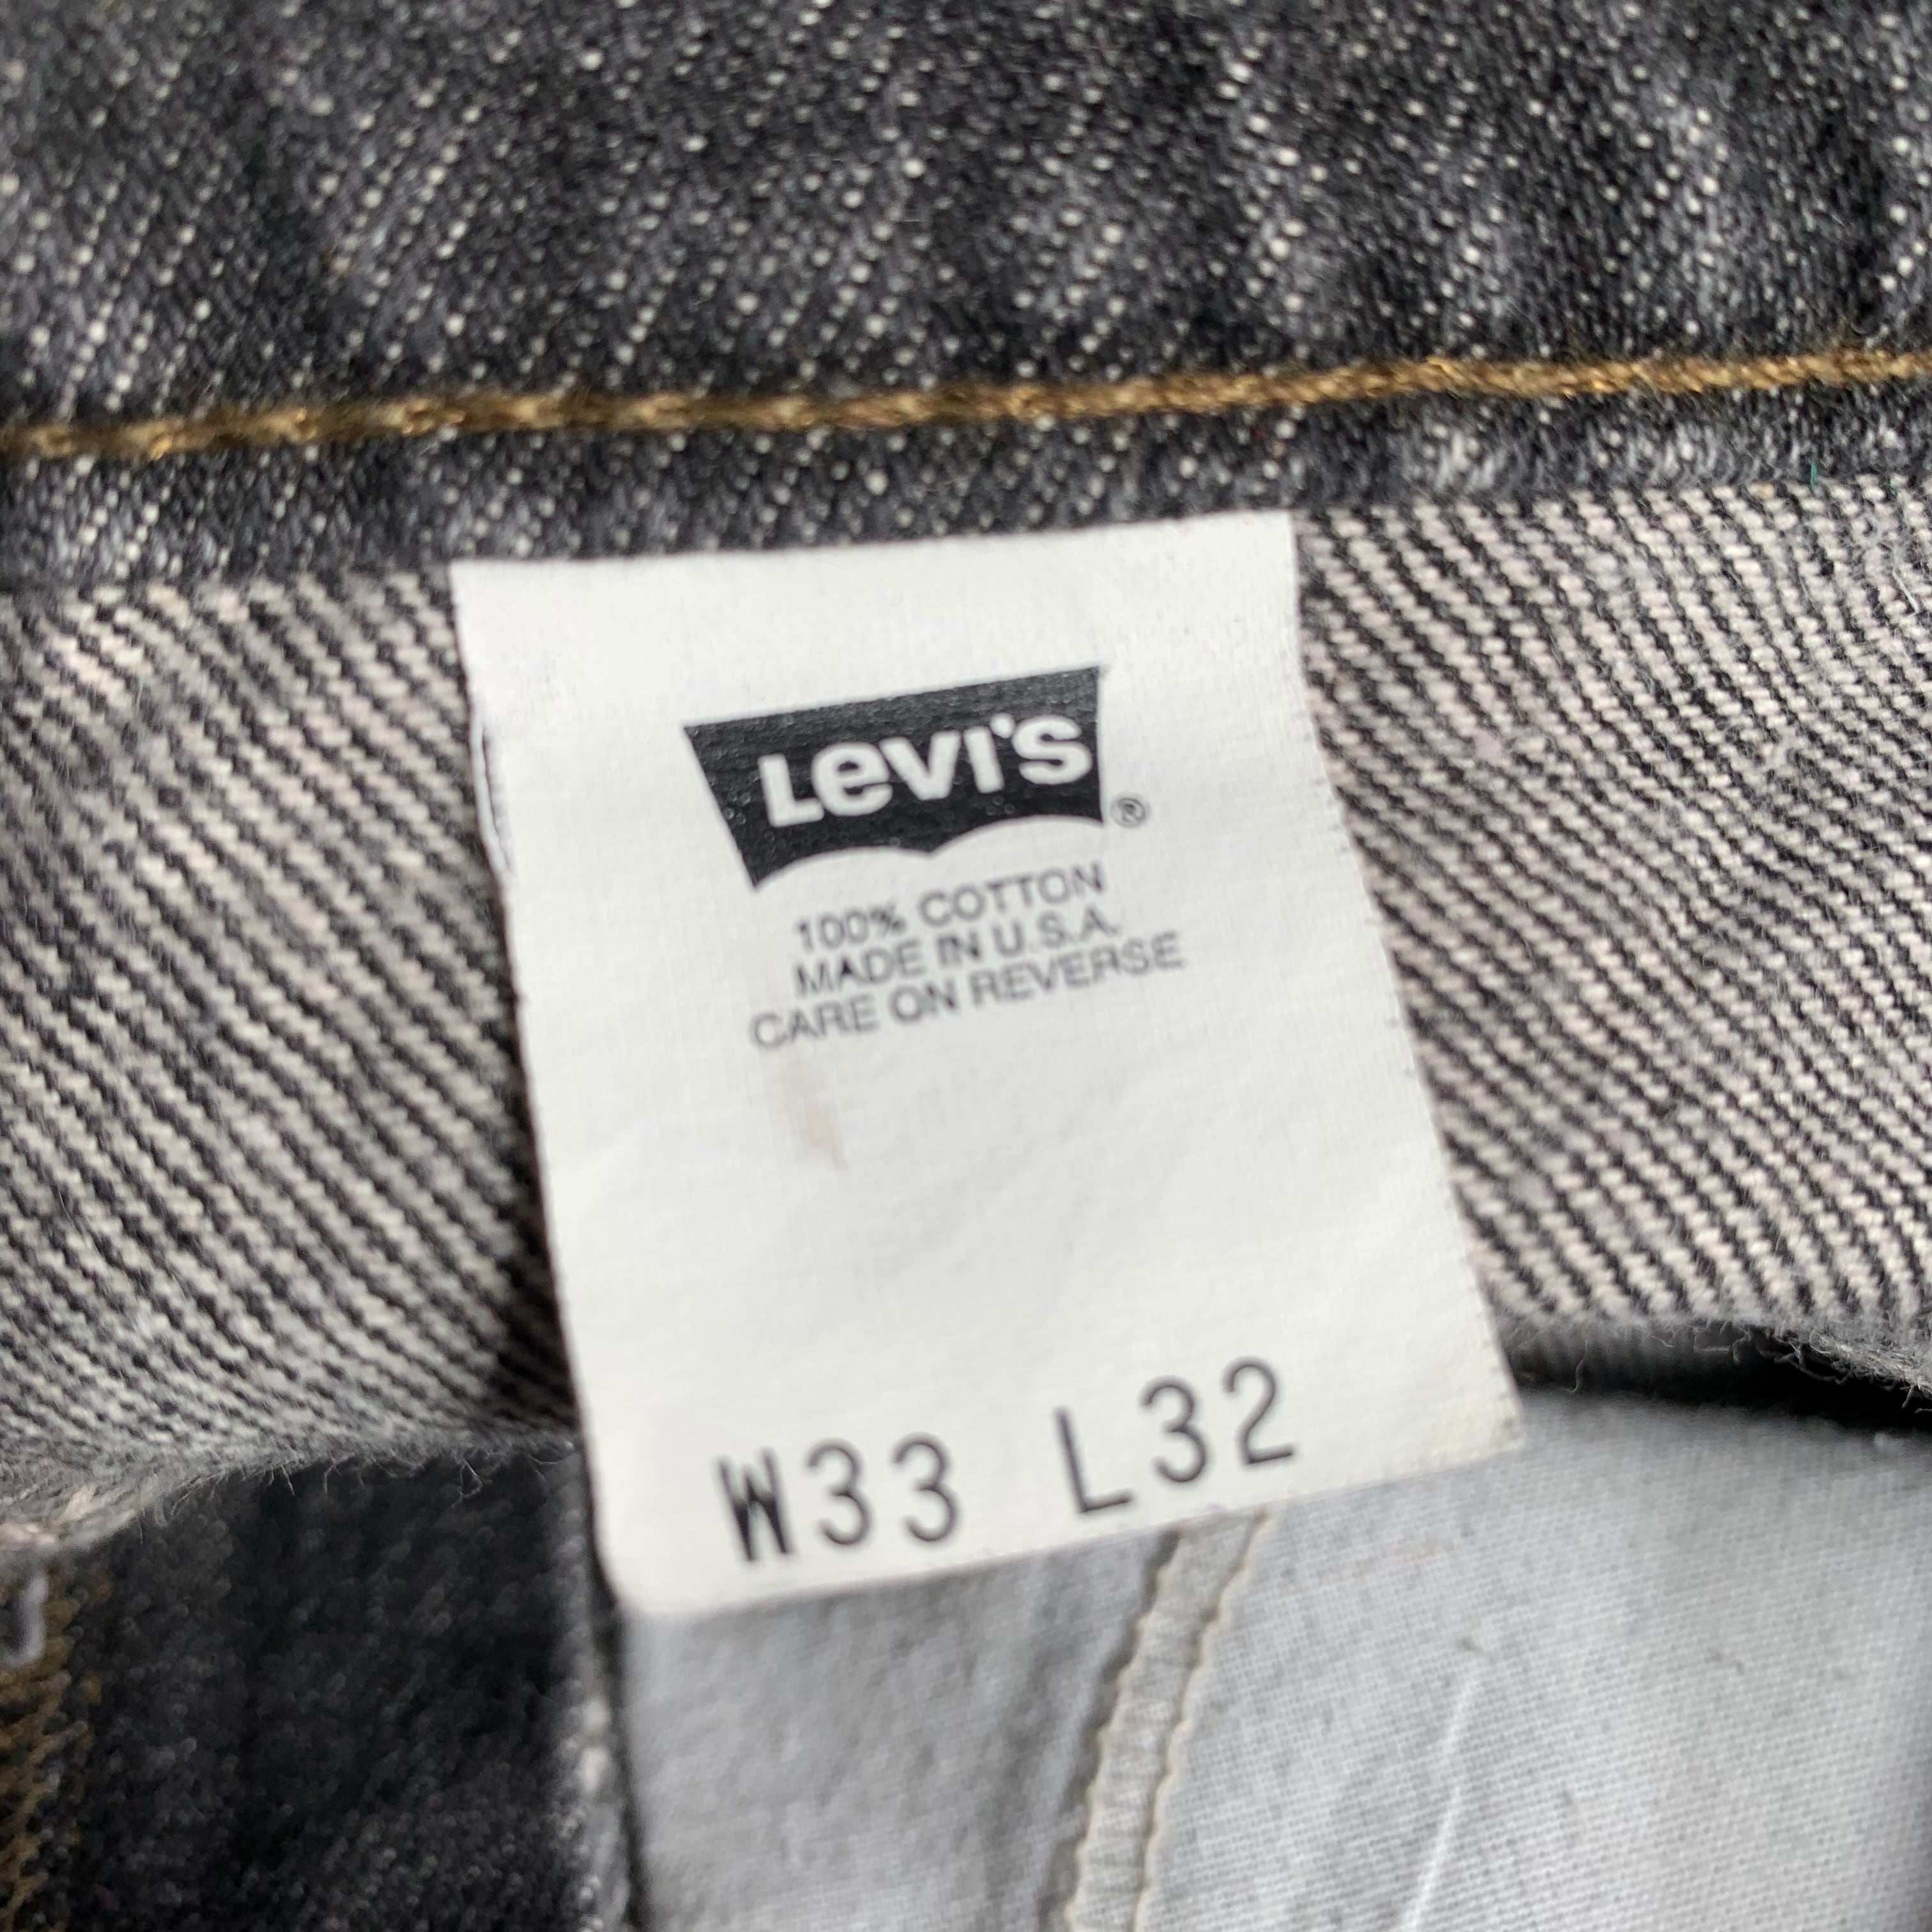 Levi's ®
100% COTTON
MADE IN U.S.A.
CARE ON REVERSE
W33 L32